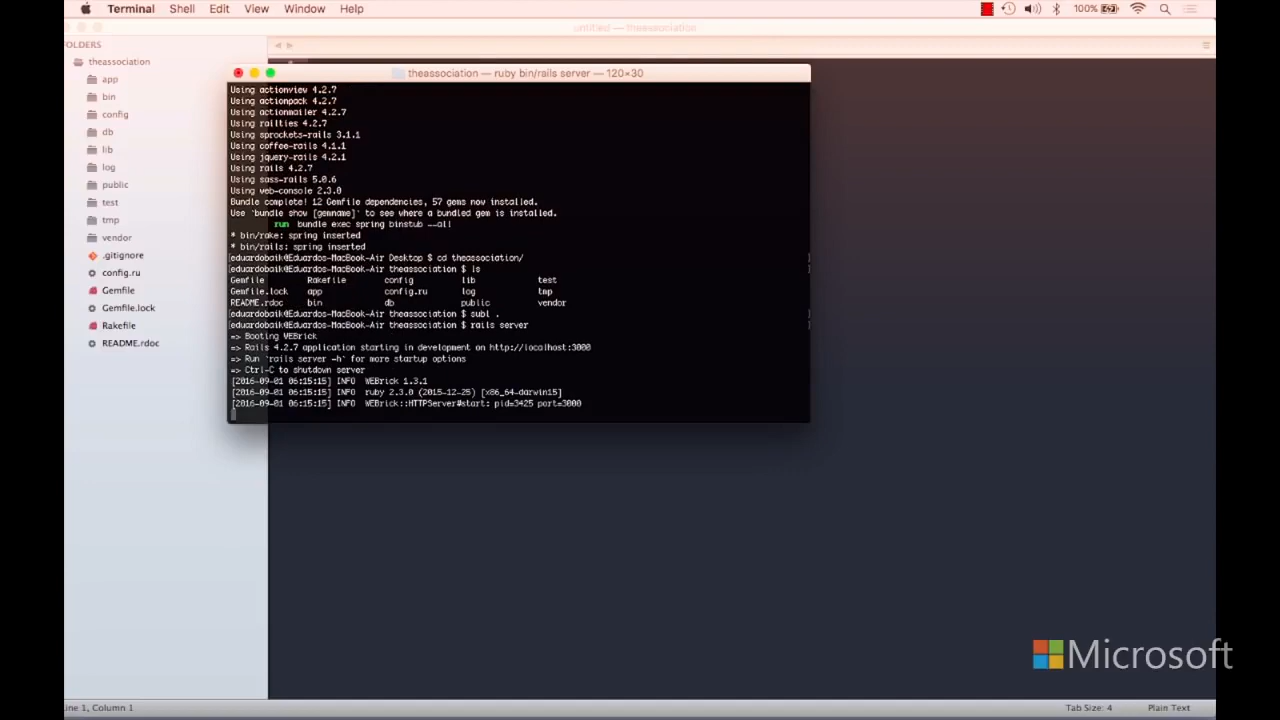 Terminal Shell Edit View Window Help 100%
untitled — theassociation
FOLDERS
theassociation
app
bin
config
db
lib
log
public
test
tmp
vendor
.gitignore
config.ru
Gemfile
Gemfile.lock
Rakefile
README.rdoc
theassociation — ruby bin/rails server — 120×30
Using actionview 4.2.7
Using actionpack 4.2.7
Using actionmailer 4.2.7
Using railties 4.2.7
Using sprockets-rails 3.1.1
Using coffee-rails 4.1.1
Using jquery-rails 4.2.1
Using rails 4.2.7
Using sass-rails 5.0.6
Using web-console 2.3.0
Bundle complete! 12 Gemfile dependencies, 57 gems now installed.
Use `bundle show [gemname]` to see where a bundled gem is installed.
run bundle exec spring binstub --all
* bin/rake: spring inserted
* bin/rails: spring inserted
[eduardobaik@Eduardos-MacBook-Air Desktop $ cd theassociation/ ]
[eduardobaik@Eduardos-MacBook-Air theassociation $ ls ]
Gemfile Rakefile config lib test
Gemfile.lock app config.ru log tmp
README.rdoc bin db public vendor
[eduardobaik@Eduardos-MacBook-Air theassociation $ subl . ]
[eduardobaik@Eduardos-MacBook-Air theassociation $ rails server ]
=> Booting WEBrick
=> Rails 4.2.7 application starting in development on http://localhost:3000
=> Run `rails server -h` for more startup options
=> Ctrl-C to shutdown server
[2016-09-01 06:15:15] INFO WEBrick 1.3.1
[2016-09-01 06:15:15] INFO ruby 2.3.0 (2015-12-25) [x86_64-darwin15]
[2016-09-01 06:15:15] INFO WEBrick::HTTPServer#start: pid=3425 port=3000
Microsoft
Line 1, Column 1 Tab Size: 4 Plain Text